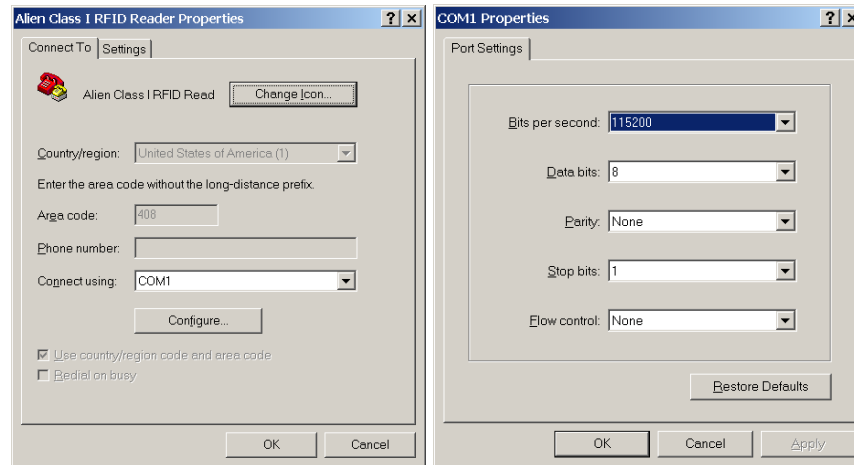 Alien Class I RFID Reader Properties
Connect To
Settings
Alien Class I RFID Read
Change Icon...
Country/region:
United States of America (1)
Enter the area code without the long-distance prefix.
Area code:
408
Phone number:
Connect using:
COM1
Configure...
Use country/region code and area code
Redial on busy
OK
Cancel
COM1 Properties
Port Settings
Bits per second:
115200
Data bits:
8
Parity:
None
Stop bits:
1
Flow control:
None
Restore Defaults
OK
Cancel
Apply